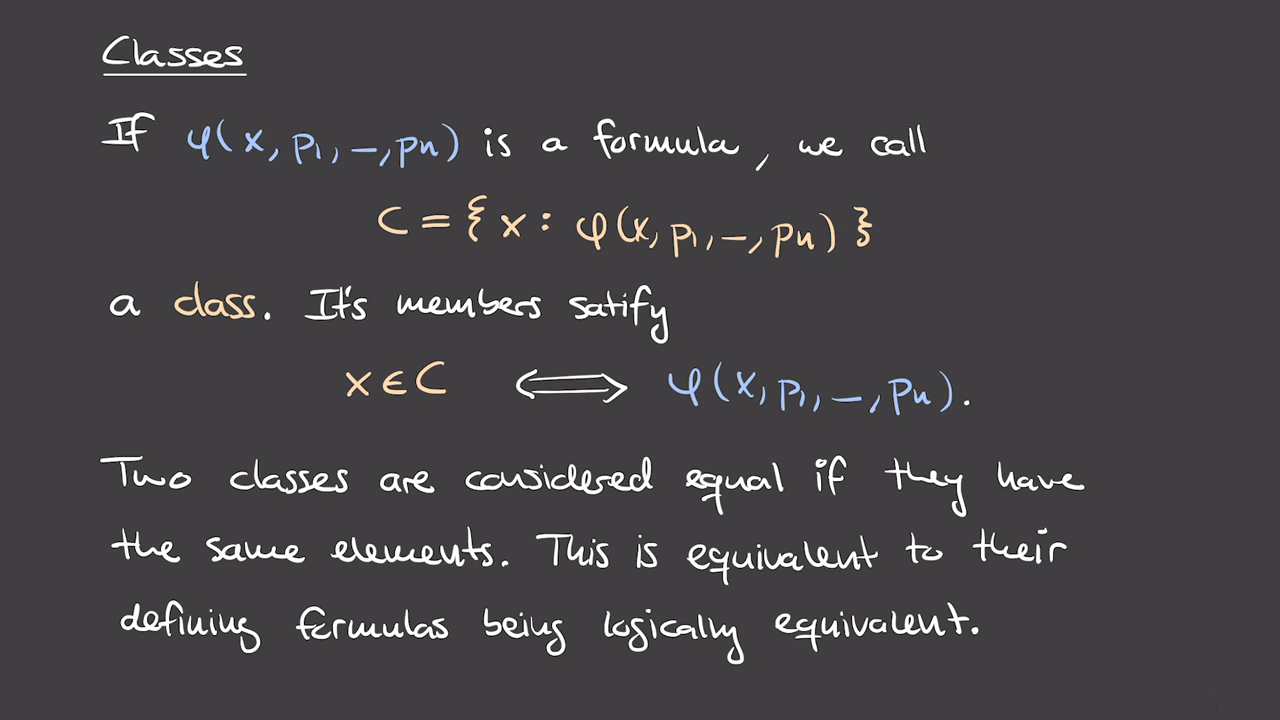 Classes
If φ(x, p₁, –, pn) is a formula, we call
C = { x : φ(x, p₁, –, pn) }
a class. It's members satify
x ∈ C ⟺ φ(x, p₁, –, pn).
Two classes are considered equal if they have
the same elements. This is equivalent to their
defining formulas being logically equivalent.